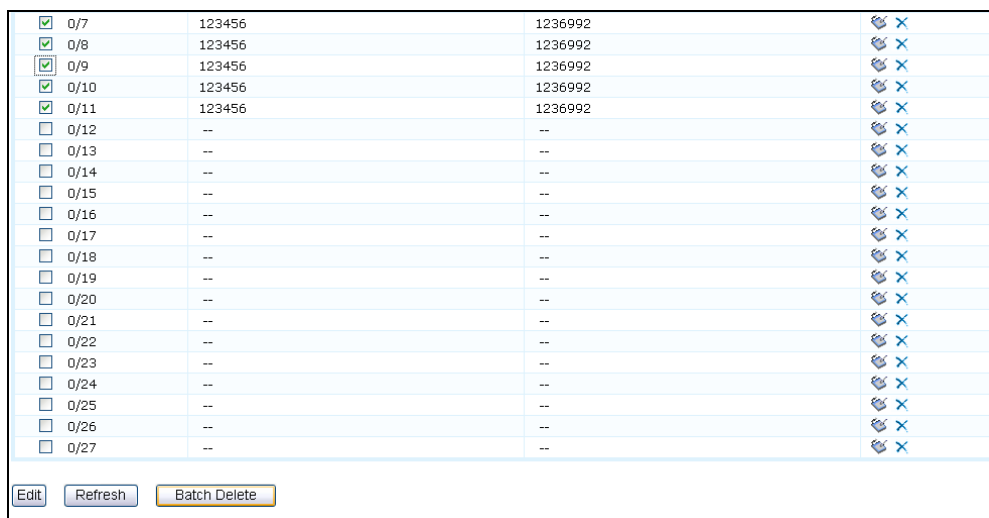 0/7 123456 1236992
0/8 123456 1236992
0/9 123456 1236992
0/10 123456 1236992
0/11 123456 1236992
0/12 -- --
0/13 -- --
0/14 -- --
0/15 -- --
0/16 -- --
0/17 -- --
0/18 -- --
0/19 -- --
0/20 -- --
0/21 -- --
0/22 -- --
0/23 -- --
0/24 -- --
0/25 -- --
0/26 -- --
0/27 -- --
Edit Refresh Batch Delete